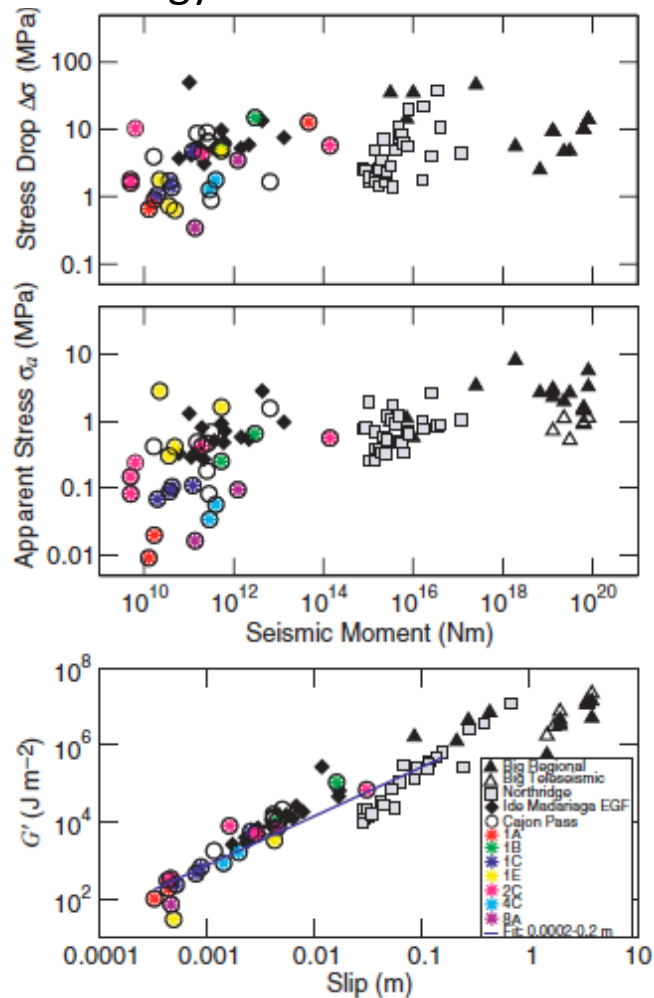 Stress Drop Δσ (MPa)
100
10
1
0.1
Apparent Stress σa (MPa)
10
1
0.1
0.01
10^10 10^12 10^14 10^16 10^18 10^20
Seismic Moment (Nm)
G′ (J m−2)
10^8
10^6
10^4
10^2
Big Regional
Big Teleseismic
Northridge
Ide Madariaga EGF
Cajon Pass
1A
1B
1C
1E
2C
4C
8A
Fit: 0.0002-0.2 m
0.0001 0.001 0.01 0.1 1 10
Slip (m)